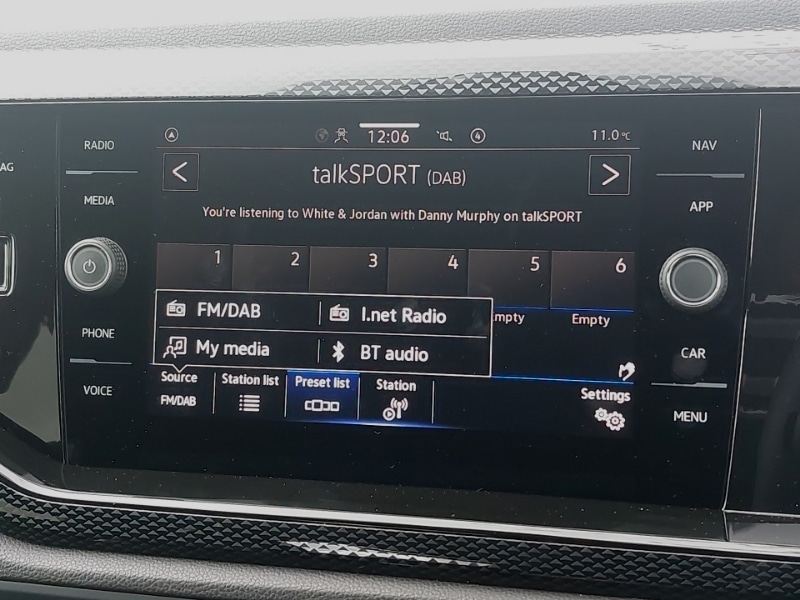 AG
RADIO
MEDIA
PHONE
VOICE
NAV
APP
CAR
MENU
12:06
4
11.0°C
< talkSPORT (DAB) >
You're listening to White & Jordan with Danny Murphy on talkSPORT
1 2 3 4 5 6
mpty Empty
FM/DAB I.net Radio
My media BT audio
Source Station list Preset list Station Settings
FM/DAB